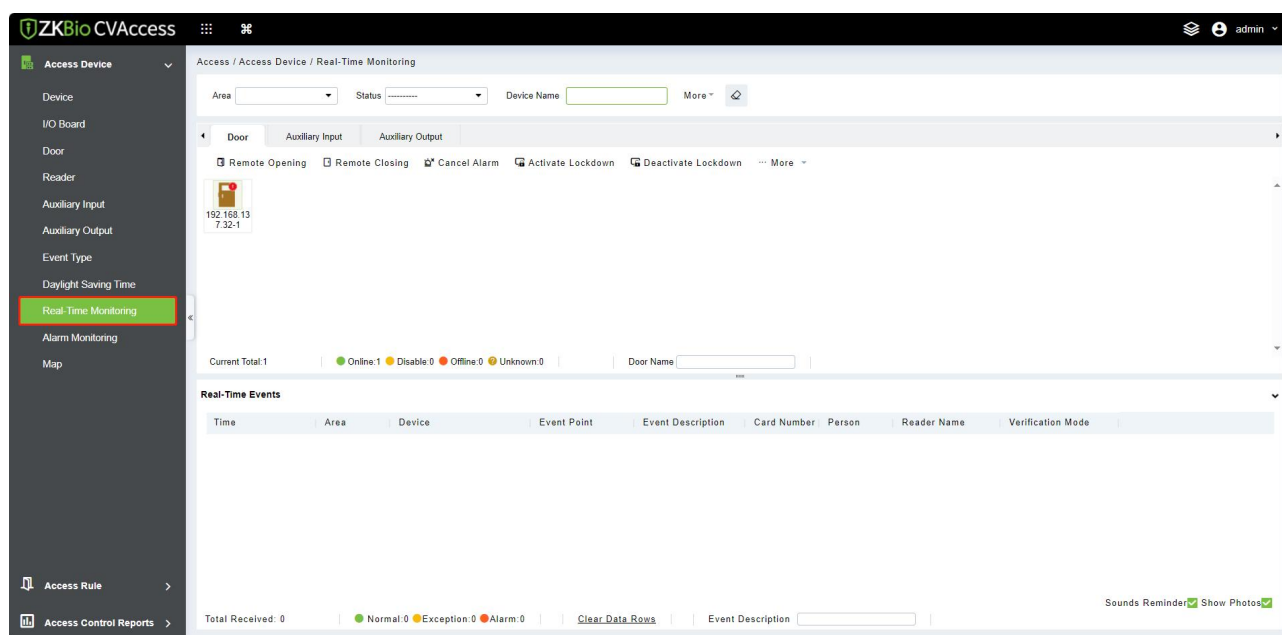 ZKBio CVAccess
admin
Access Device
Device
I/O Board
Door
Reader
Auxiliary Input
Auxiliary Output
Event Type
Daylight Saving Time
Real-Time Monitoring
Alarm Monitoring
Map
Access Rule
Access Control Reports
Access / Access Device / Real-Time Monitoring
Area Status ---------- Device Name More
Door Auxiliary Input Auxiliary Output
Remote Opening Remote Closing Cancel Alarm Activate Lockdown Deactivate Lockdown ··· More
192.168.13
7.32-1
Current Total:1 Online:1 Disable:0 Offline:0 Unknown:0 Door Name
Real-Time Events
Time Area Device Event Point Event Description Card Number Person Reader Name Verification Mode
Sounds Reminder Show Photos
Total Received: 0 Normal:0 Exception:0 Alarm:0 Clear Data Rows Event Description